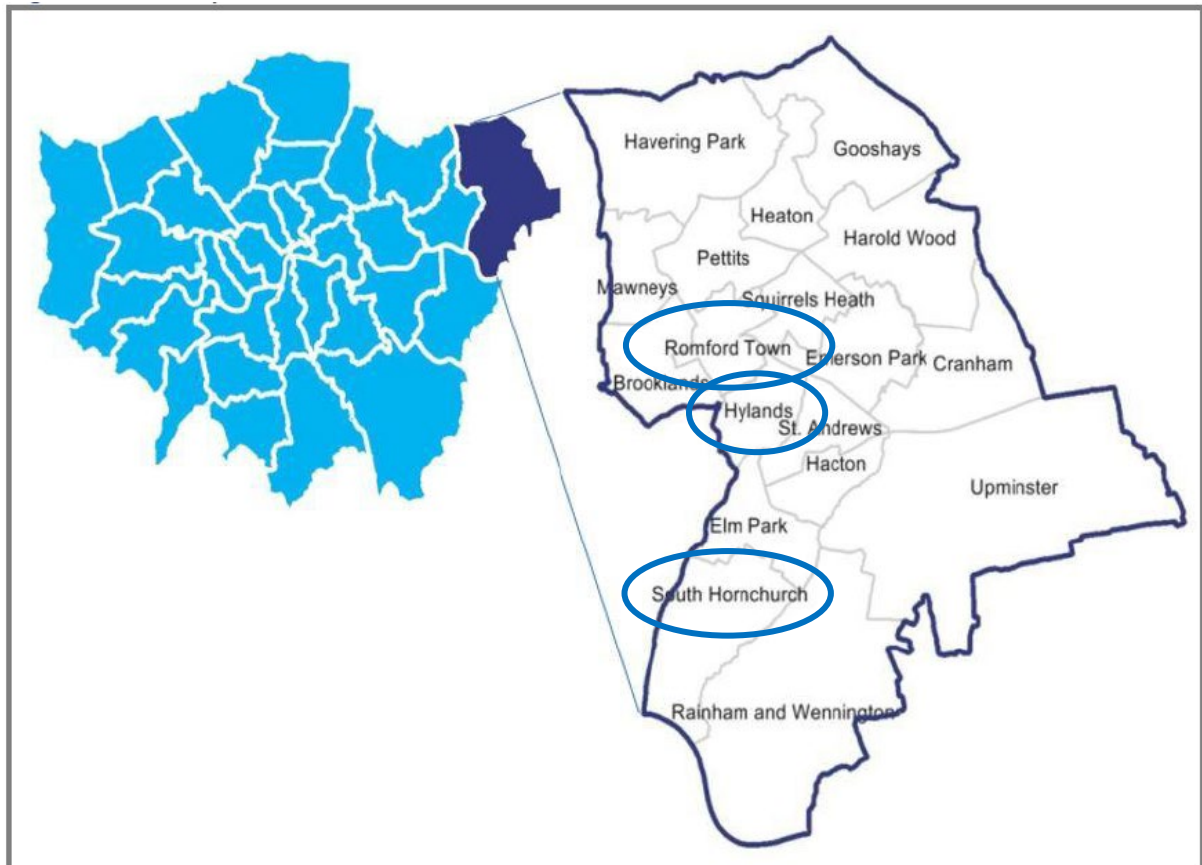 Havering Park
Gooshays
Heaton
Harold Wood
Pettits
Mawneys
Squirrels Heath
Romford Town
Emerson Park
Cranham
Brooklands
Hylands
St. Andrews
Hacton
Upminster
Elm Park
South Hornchurch
Rainham and Wennington